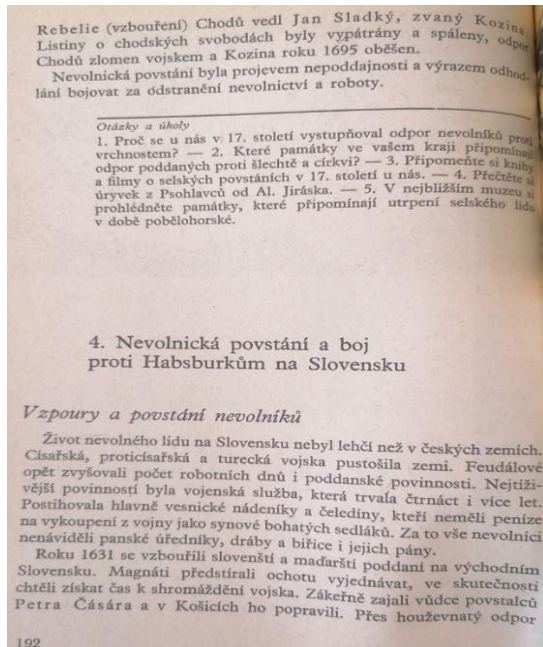 Rebelie (vzbouření) Chodů vedl Jan Sladký, zvaný Kozina
Listiny o chodských svobodách byly vypátrány a spáleny, odpor
Chodů zlomen vojskem a Kozina roku 1695 oběšen.
Nevolnická povstání byla projevem nepoddajnosti a výrazem odhod-
lání bojovat za odstranění nevolnictví a roboty.
Otázky a úkoly
1. Proč se u nás v 17. století vystupňoval odpor nevolníků proti
vrchnostem? — 2. Které památky ve vašem kraji připomínají
odpor poddaných proti šlechtě a církvi? — 3. Připomeňte si knihy
a filmy o selských povstáních v 17. století u nás. — 4. Přečtěte si
úryvek z Psohlavců od Al. Jiráska. — 5. V nejbližším muzeu si
prohlédněte památky, které připomínají utrpení selského lidu
v době pobělohorské.
4. Nevolnická povstání a boj
proti Habsburkům na Slovensku
Vzpoury a povstání nevolníků
Život nevolného lidu na Slovensku nebyl lehčí než v českých zemích.
Císařská, proticísařská a turecká vojska pustošila zemi. Feudálové
opět zvyšovali počet robotních dnů i poddanské povinnosti. Nejtíži-
vější povinností byla vojenská služba, která trvala čtrnáct i více let.
Postihovala hlavně vesnické nádeníky a čeledíny, kteří neměli peníze
na vykoupení z vojny jako synové bohatých sedláků. Za to vše nevolníci
nenáviděli panské úředníky, dráby a biřice i jejich pány.
Roku 1631 se vzbouřili slovenští a maďarští poddaní na východním
Slovensku. Magnáti předstírali ochotu vyjednávat, ve skutečnosti
chtěli získat čas k shromáždění vojska. Zákeřně zajali vůdce povstalců
Petra Čására a v Košicích ho popravili. Přes houževnatý odpor
192